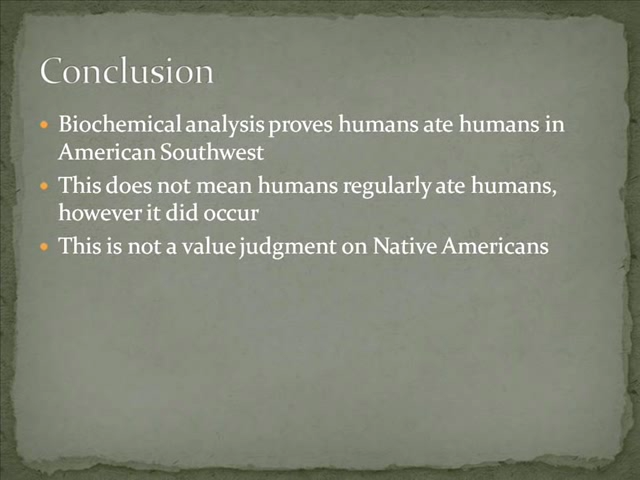 Conclusion
• Biochemical analysis proves humans ate humans in
American Southwest
• This does not mean humans regularly ate humans,
however it did occur
• This is not a value judgment on Native Americans